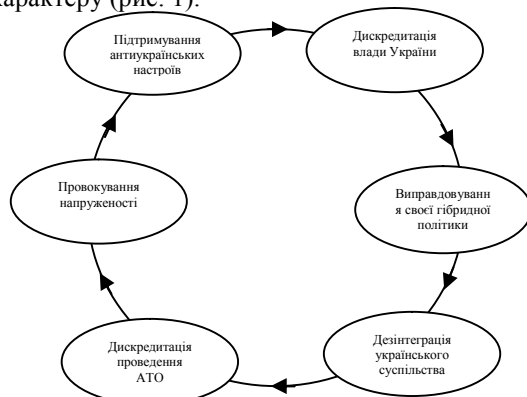 характеру (рис. 1).
Підтримування
антиукраїнських
настроїв
Дискредитація
влади України
Виправдовуванн
я своєї гібридної
політики
Дезінтеграція
українського
суспільства
Дискредитація
проведення
АТО
Провокування
напруженості